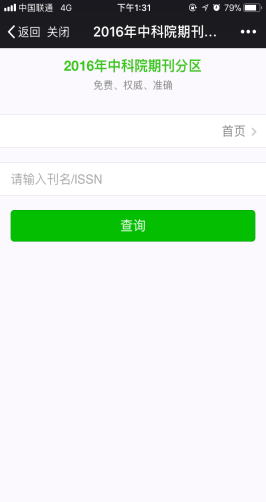 中国联通 4G 下午1:31 79%
返回 关闭 2016年中科院期刊...
2016年中科院期刊分区
免费、权威、准确
首页
请输入刊名/ISSN
查询